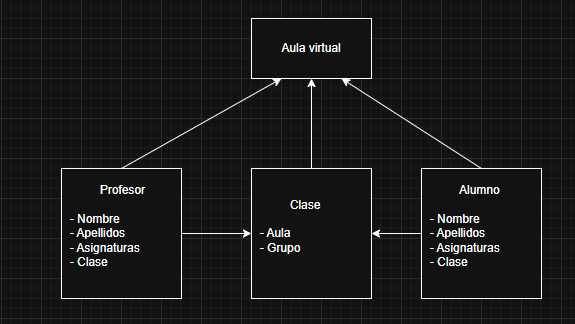 Aula virtual
Profesor
- Nombre
- Apellidos
- Asignaturas
- Clase
Clase
- Aula
- Grupo
Alumno
- Nombre
- Apellidos
- Asignaturas
- Clase